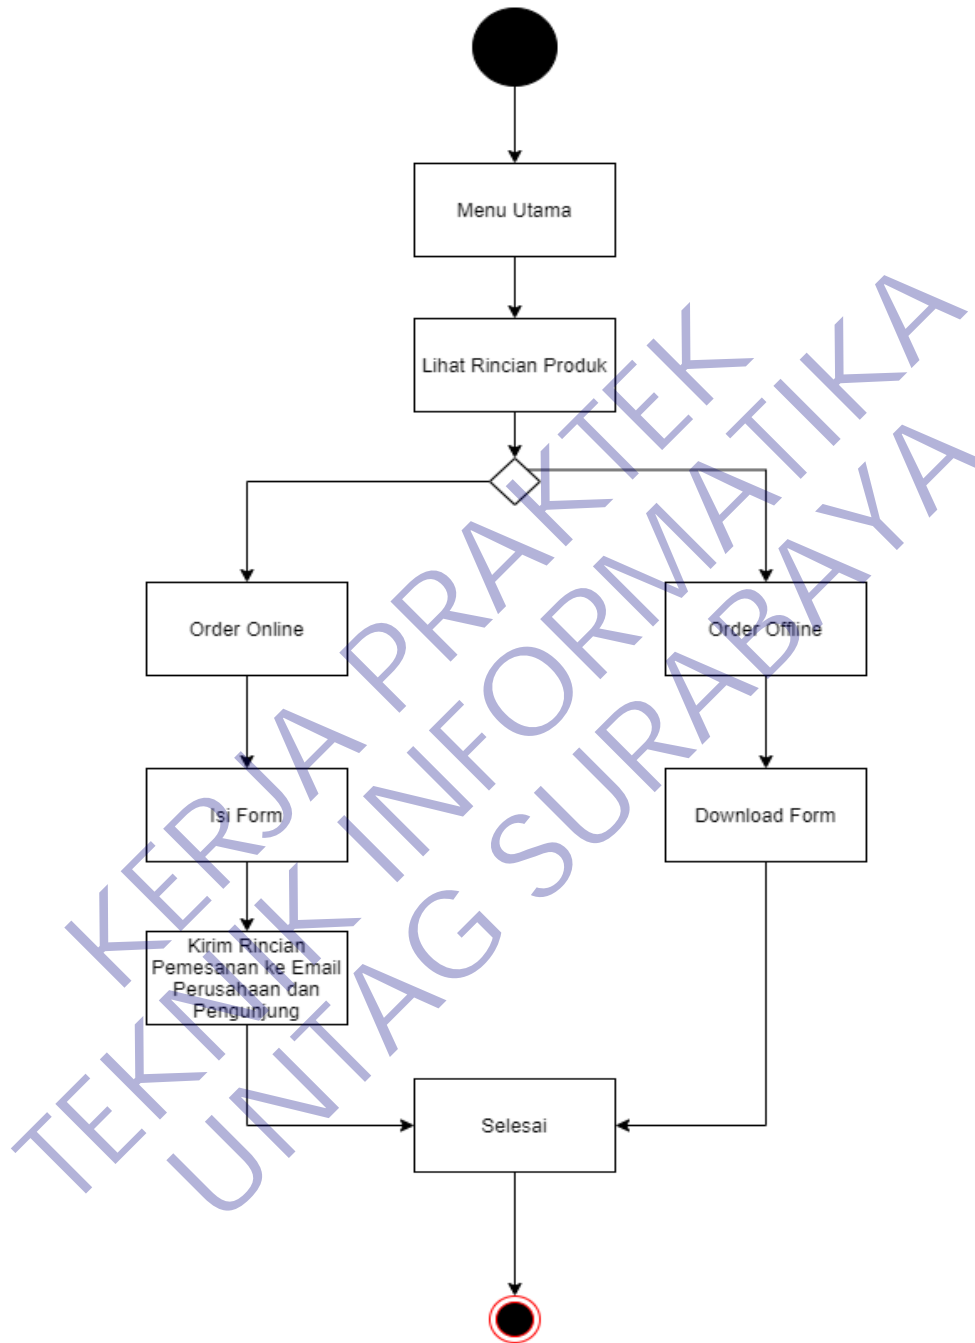 Menu Utama
Lihat Rincian Produk
Order Online
Order Offline
Isi Form
Download Form
Kirim Rincian
Pemesanan ke Email
Perusahaan dan
Pengunjung
Selesai
KERJA PRAKTEK
TEKNIK INFORMATIKA
UNTAG SURABAYA